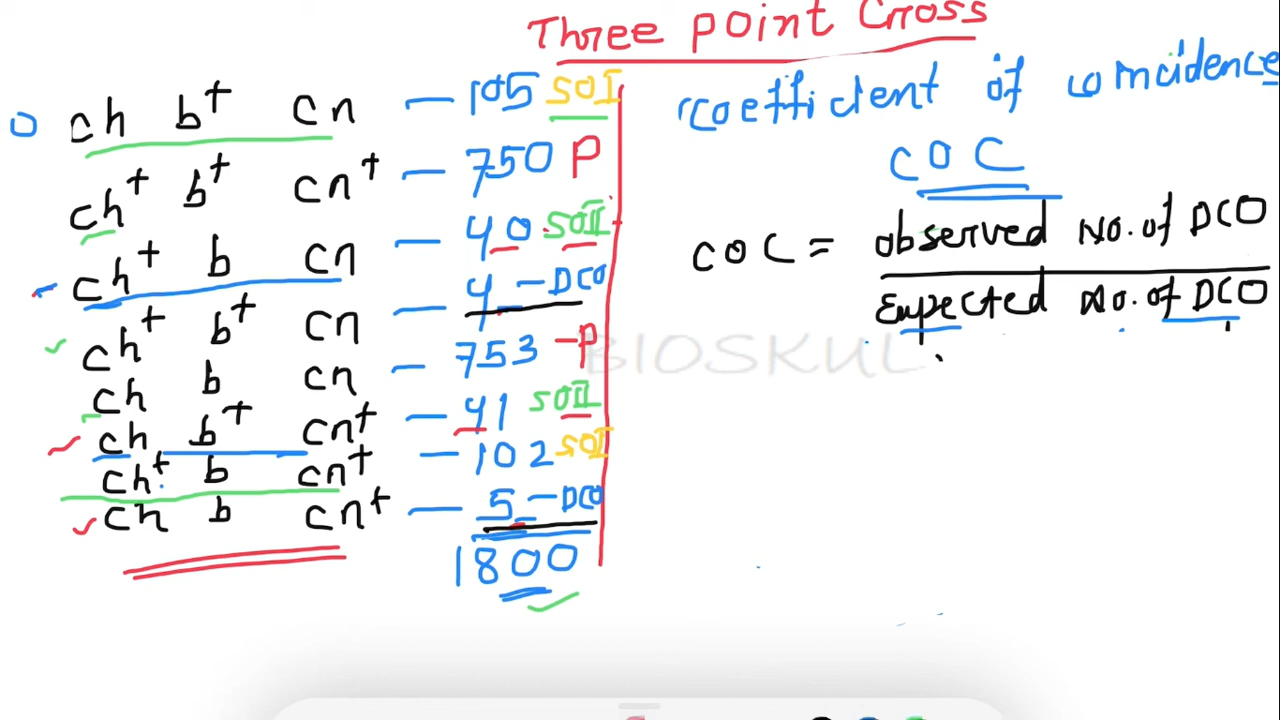 Three point Cross
ch b+ cn — 105 SOI
ch+ b+ cn+ — 750 P
ch+ b cn — 40 SOII
ch+ b+ cn — 4 — DCO
ch b cn — 753 — P
ch b+ cn+ — 41 SOII
ch+ b cn+ — 102 SOI
ch b cn+ — 5 — DCO
1800
coefficient of coincidence
COC
COC = observed No. of DCO
Expected No. of DCO
BIOSKUL